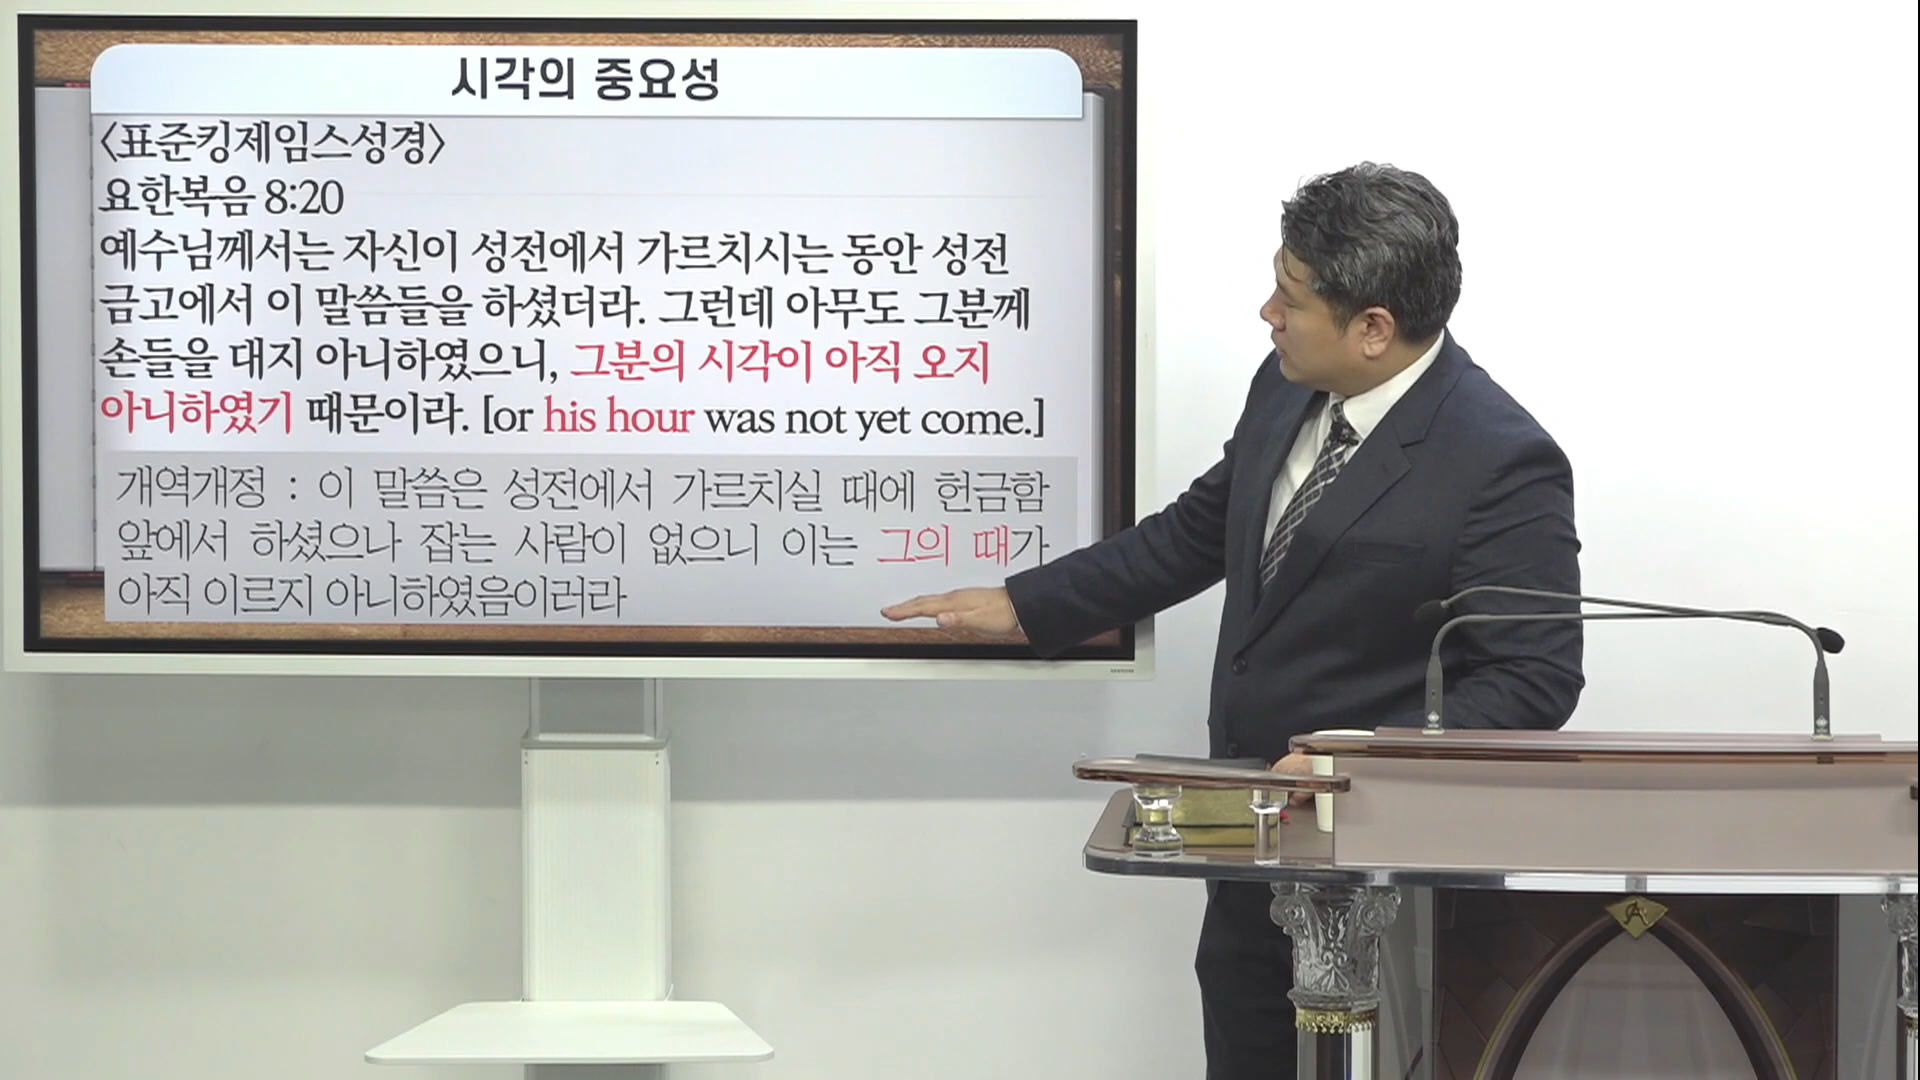 시각의 중요성
<표준킹제임스성경>
요한복음 8:20
예수님께서는 자신이 성전에서 가르치시는 동안 성전
금고에서 이 말씀들을 하셨더라. 그런데 아무도 그분께
손들을 대지 아니하였으니, 그분의 시각이 아직 오지
아니하였기 때문이라. [or his hour was not yet come.]
개역개정 : 이 말씀은 성전에서 가르치실 때에 헌금함
앞에서 하셨으나 잡는 사람이 없으니 이는 그의 때가
아직 이르지 아니하였음이러라